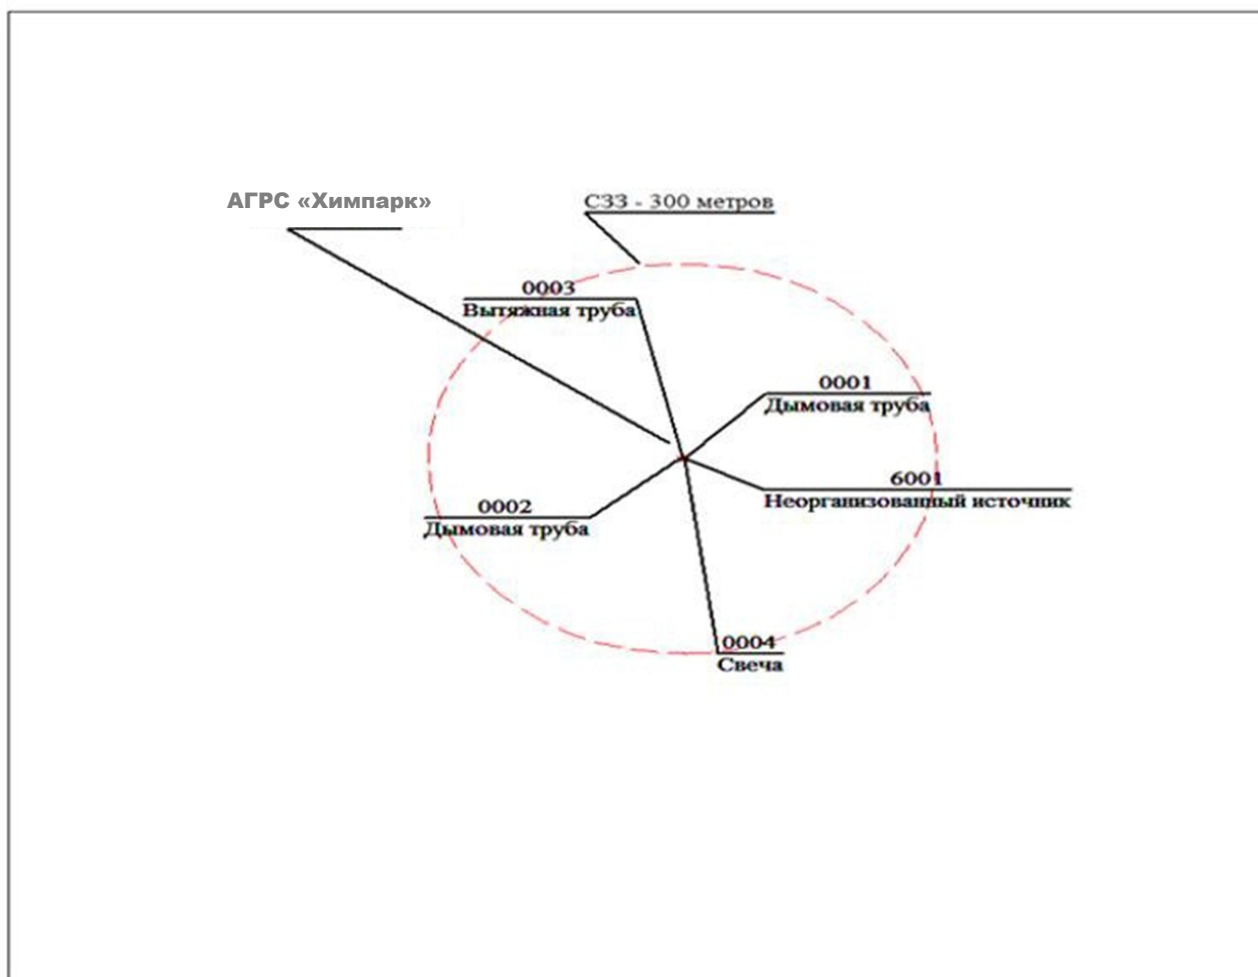 АГРС «Химпарк»
СЗЗ - 300 метров
0003
Вытяжная труба
0001
Дымовая труба
6001
Неорганизованный источник
0002
Дымовая труба
0004
Свеча